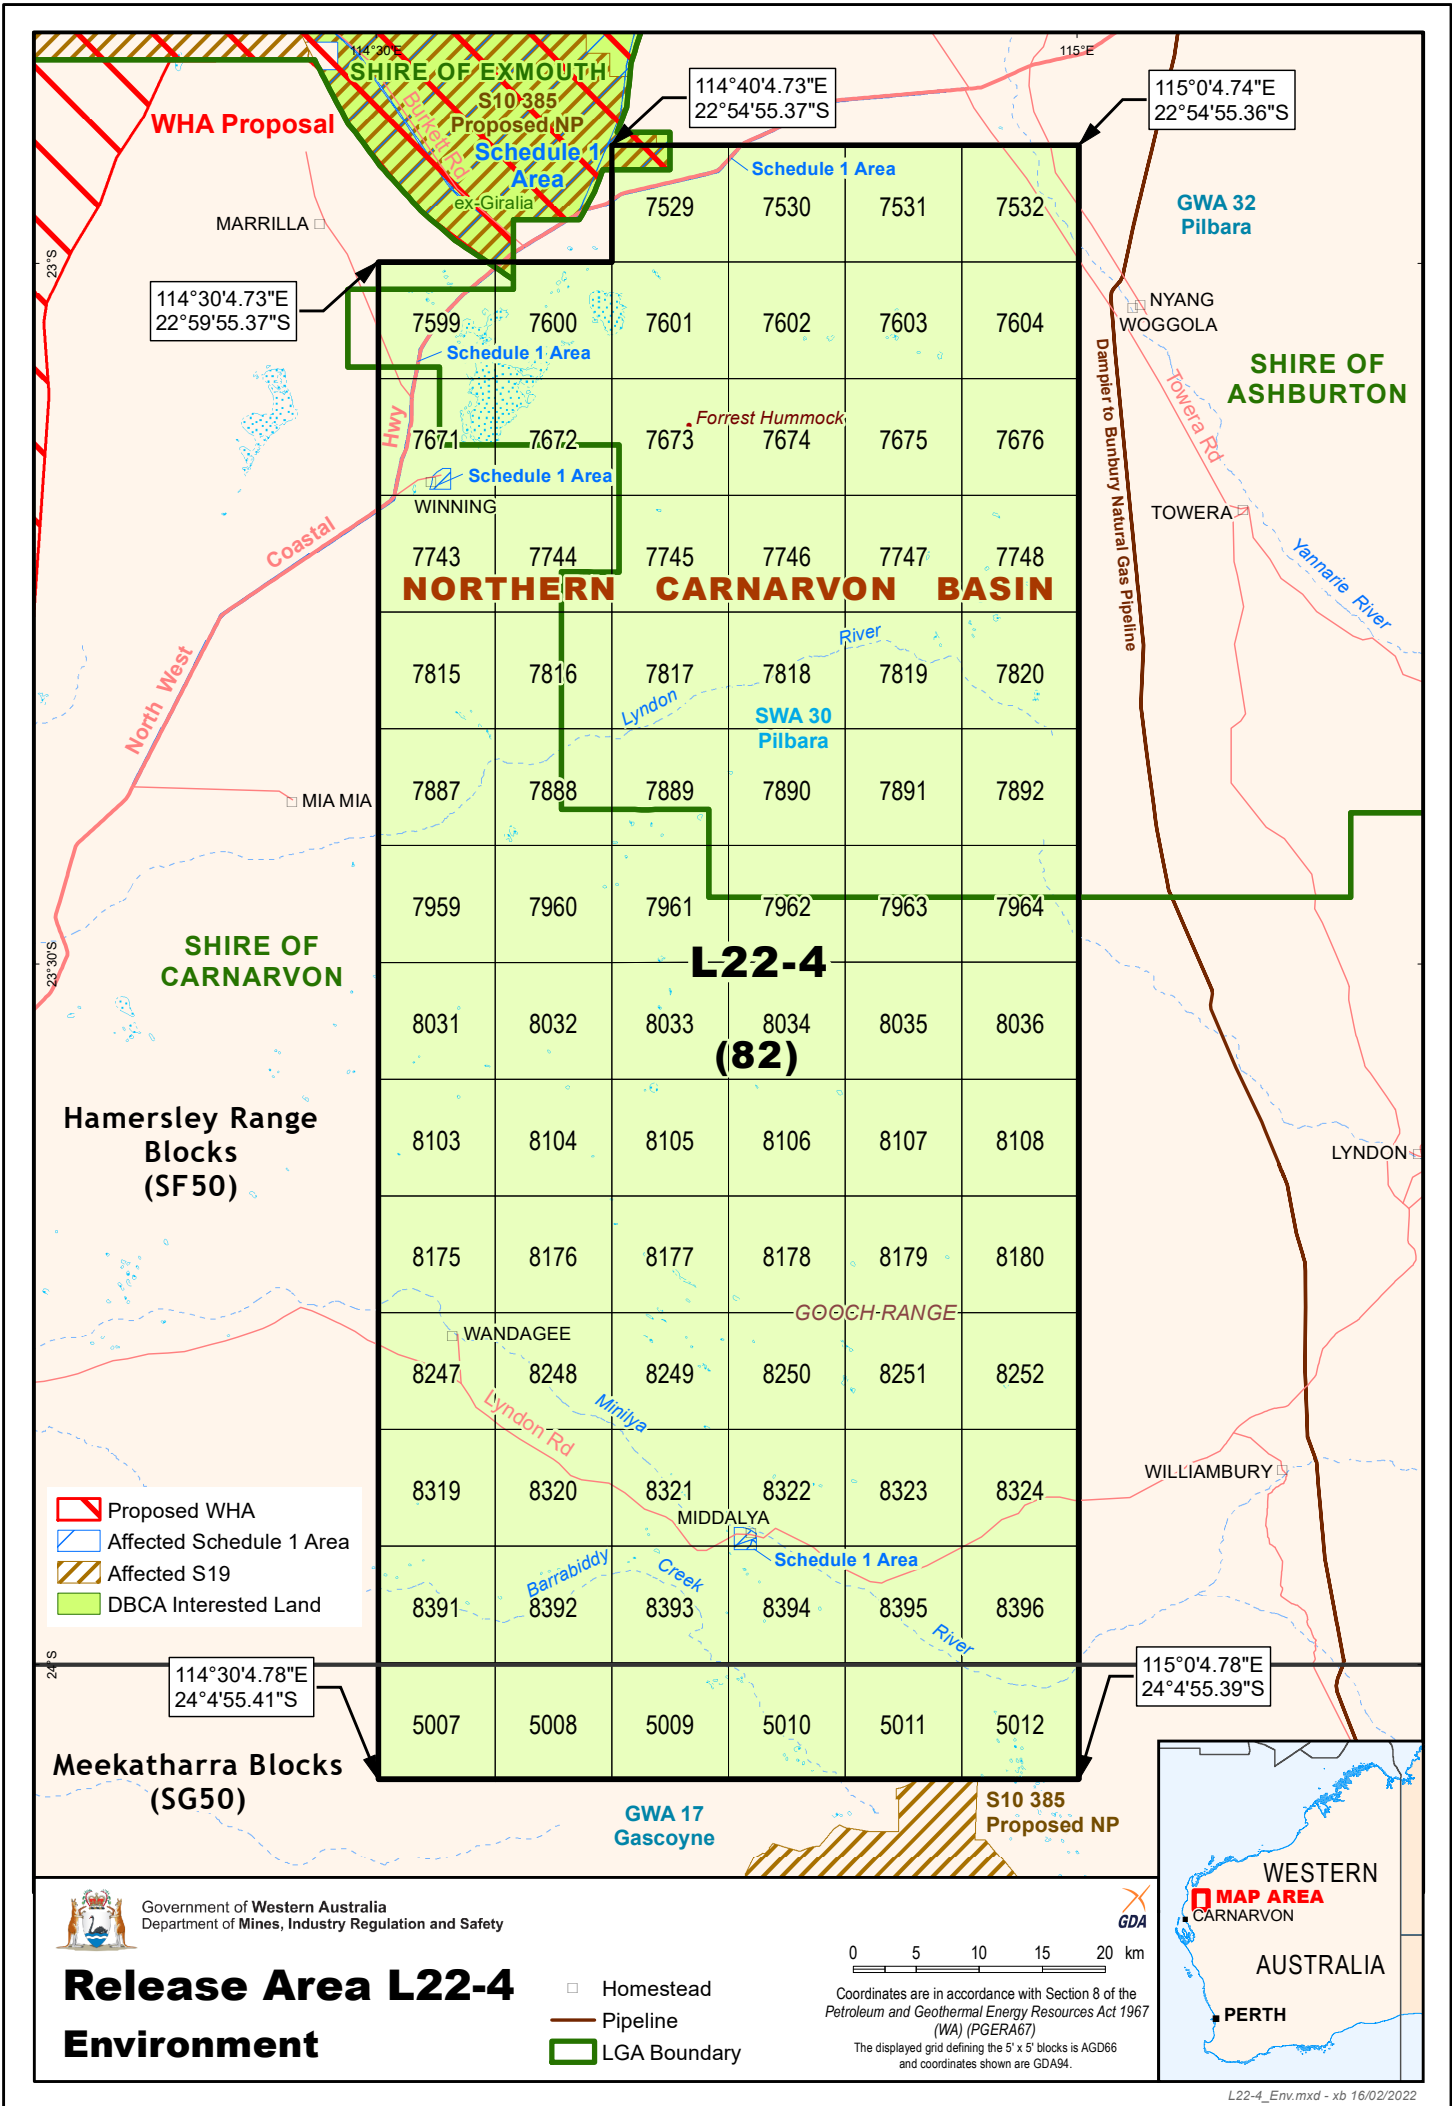 114°30'E
115°E
SHIRE OF EXMOUTH
S10 385
Proposed NP
Burkett Rd
Schedule 1
Area
ex-Giralia
WHA Proposal
114°40'4.73"E
22°54'55.37"S
115°0'4.74"E
22°54'55.36"S
Schedule 1 Area
7529 7530 7531 7532
GWA 32
Pilbara
MARRILLA
23°S
114°30'4.73"E
22°59'55.37"S
NYANG
WOGGOLA
7599 7600 7601 7602 7603 7604
Schedule 1 Area
SHIRE OF
ASHBURTON
Dampier to Bunbury Natural Gas Pipeline
Towera Rd
Hwy
Forrest Hummock
7671 7672 7673 7674 7675 7676
Schedule 1 Area
WINNING
TOWERA
Coastal
Yannarie River
7743 7744 7745 7746 7747 7748
NORTHERN CARNARVON BASIN
River
7815 7816 7817 7818 7819 7820
North West
Lyndon
SWA 30
Pilbara
MIA MIA
7887 7888 7889 7890 7891 7892
7959 7960 7961 7962 7963 7964
SHIRE OF
CARNARVON
23°30'S
L22-4
8031 8032 8033 8034 8035 8036
(82)
Hamersley Range
Blocks
(SF50)
8103 8104 8105 8106 8107 8108
LYNDON
8175 8176 8177 8178 8179 8180
GOOCH RANGE
WANDAGEE
8247 8248 8249 8250 8251 8252
Lyndon Rd
Minilya
WILLIAMBURY
8319 8320 8321 8322 8323 8324
MIDDALYA
Schedule 1 Area
Barrabiddy
Creek
8391 8392 8393 8394 8395 8396
River
Proposed WHA
Affected Schedule 1 Area
Affected S19
DBCA Interested Land
24°S
114°30'4.78"E
24°4'55.41"S
115°0'4.78"E
24°4'55.39"S
5007 5008 5009 5010 5011 5012
Meekatharra Blocks
(SG50)
GWA 17
Gascoyne
S10 385
Proposed NP
WESTERN
MAP AREA
CARNARVON
AUSTRALIA
PERTH
Government of Western Australia
Department of Mines, Industry Regulation and Safety
Release Area L22-4
Environment
Homestead
Pipeline
LGA Boundary
GDA
0 5 10 15 20 km
Coordinates are in accordance with Section 8 of the
Petroleum and Geothermal Energy Resources Act 1967
(WA) (PGERA67)
The displayed grid defining the 5' x 5' blocks is AGD66
and coordinates shown are GDA94.
L22-4_Env.mxd - xb 16/02/2022